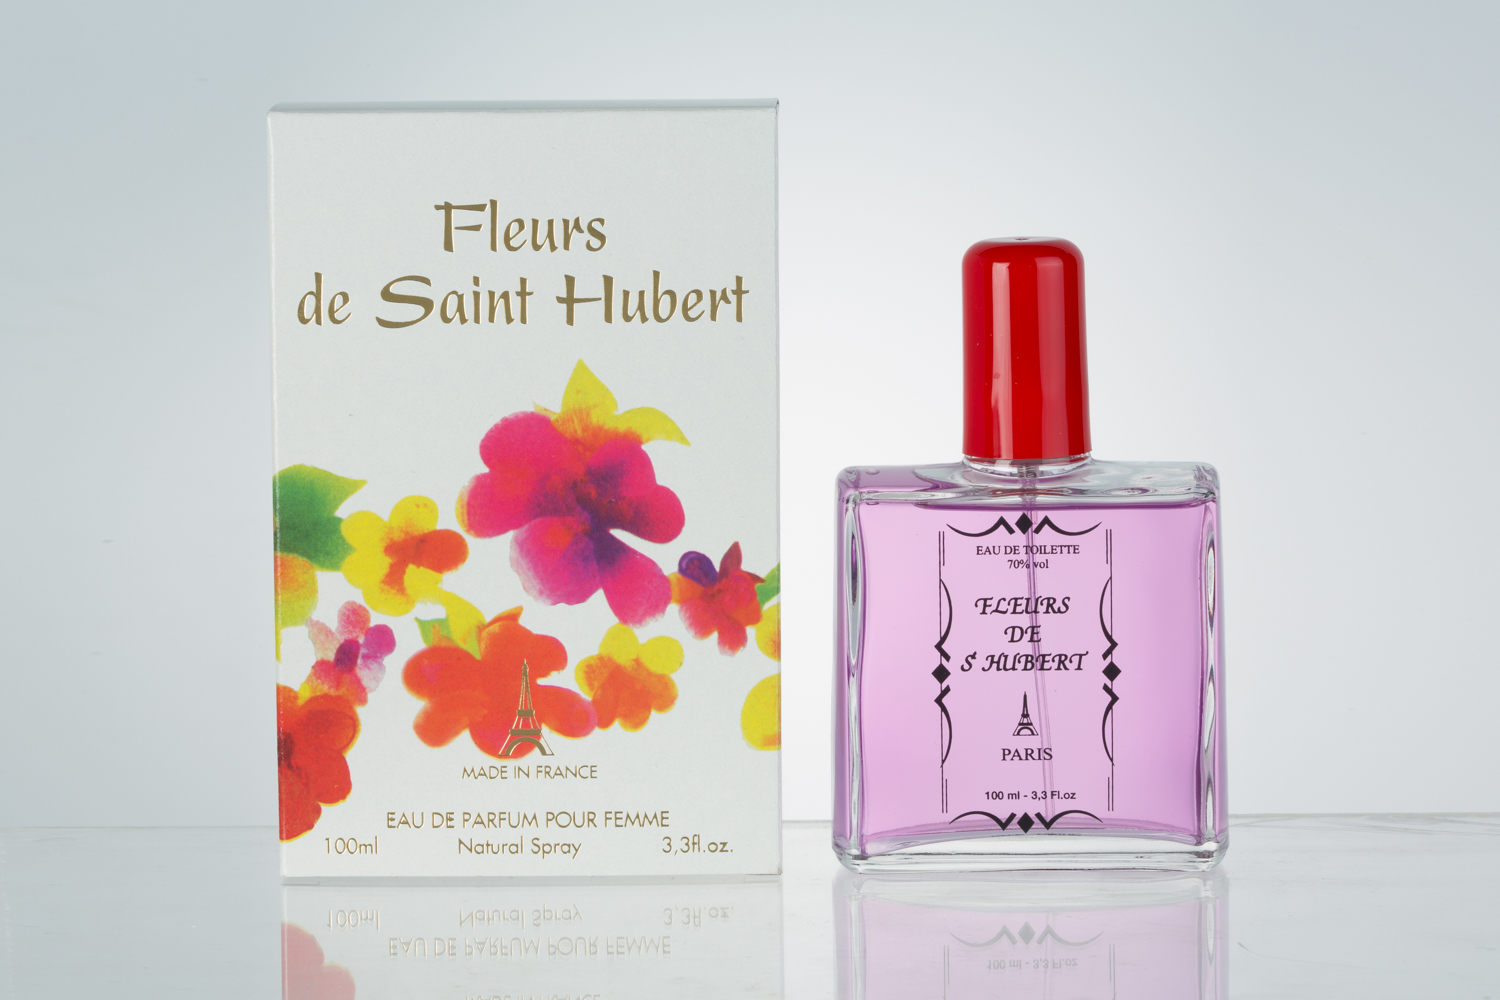 Fleurs
de Saint Hubert
MADE IN FRANCE
EAU DE PARFUM POUR FEMME
100ml Natural Spray 3,3fl.oz.
EAU DE TOILETTE
70% vol
FLEURS
DE
St HUBERT
PARIS
100 ml - 3,3 Fl.oz